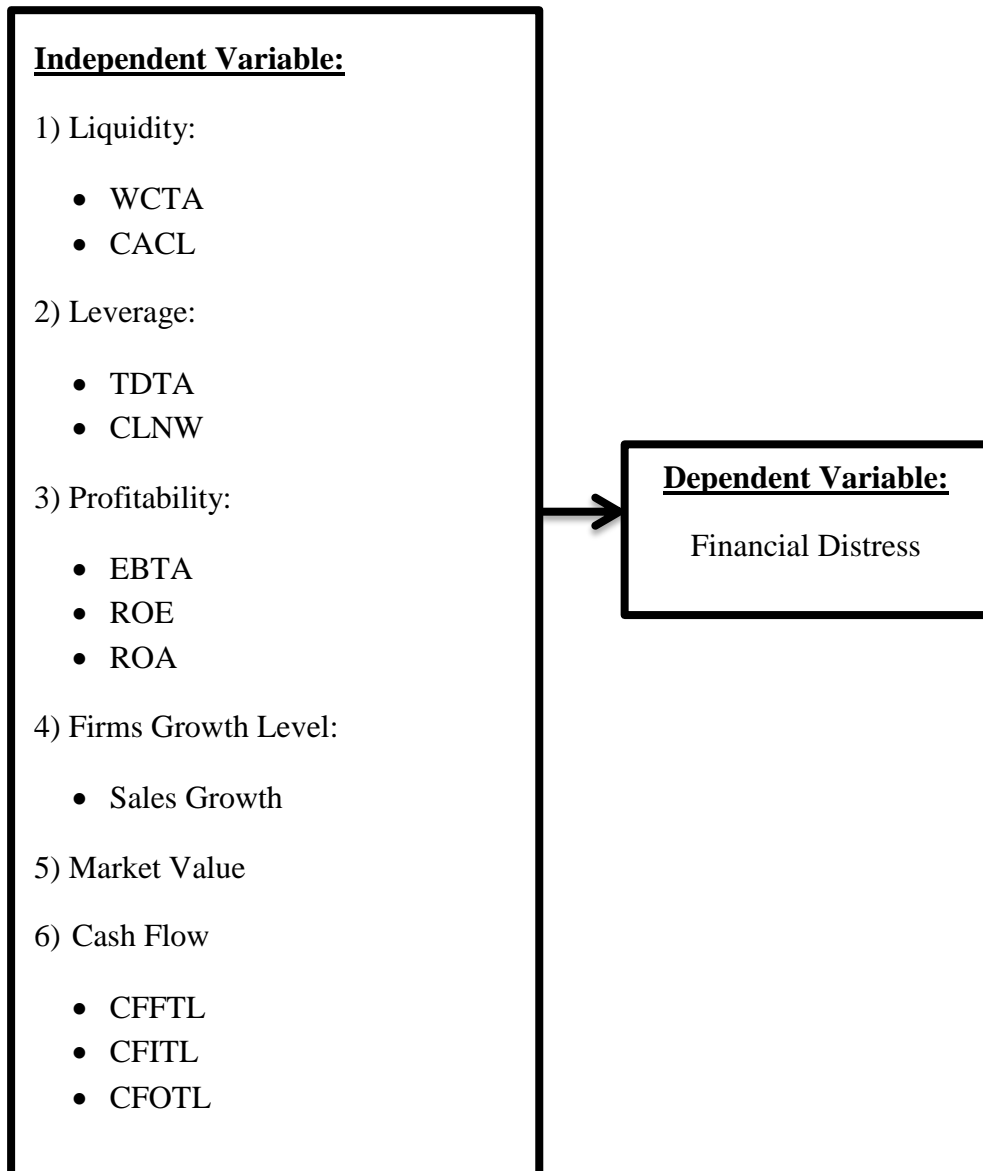 Independent Variable:
1) Liquidity:
• WCTA
• CACL
2) Leverage:
• TDTA
• CLNW
3) Profitability:
• EBTA
• ROE
• ROA
4) Firms Growth Level:
• Sales Growth
5) Market Value
6) Cash Flow
• CFFTL
• CFITL
• CFOTL
Dependent Variable:
Financial Distress